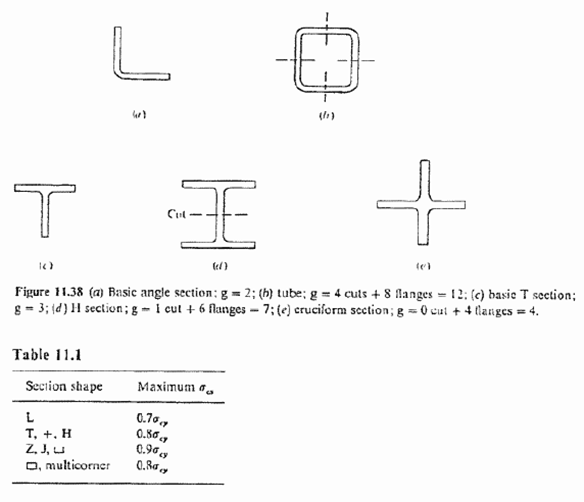 (a)
(b)
Cut
(c)
(d)
(e)
Figure 11.38 (a) Basic angle section; g = 2; (b) tube; g = 4 cuts + 8 flanges = 12; (c) basic T section;
g = 3; (d) H section; g = 1 cut + 6 flanges = 7; (e) cruciform section; g = 0 cut + 4 flanges = 4.
Table 11.1
Section shape Maximum σcs
L 0.7σcy
T, +, H 0.8σcy
Z, J, ⊔ 0.9σcy
▭, multicorner 0.8σcy